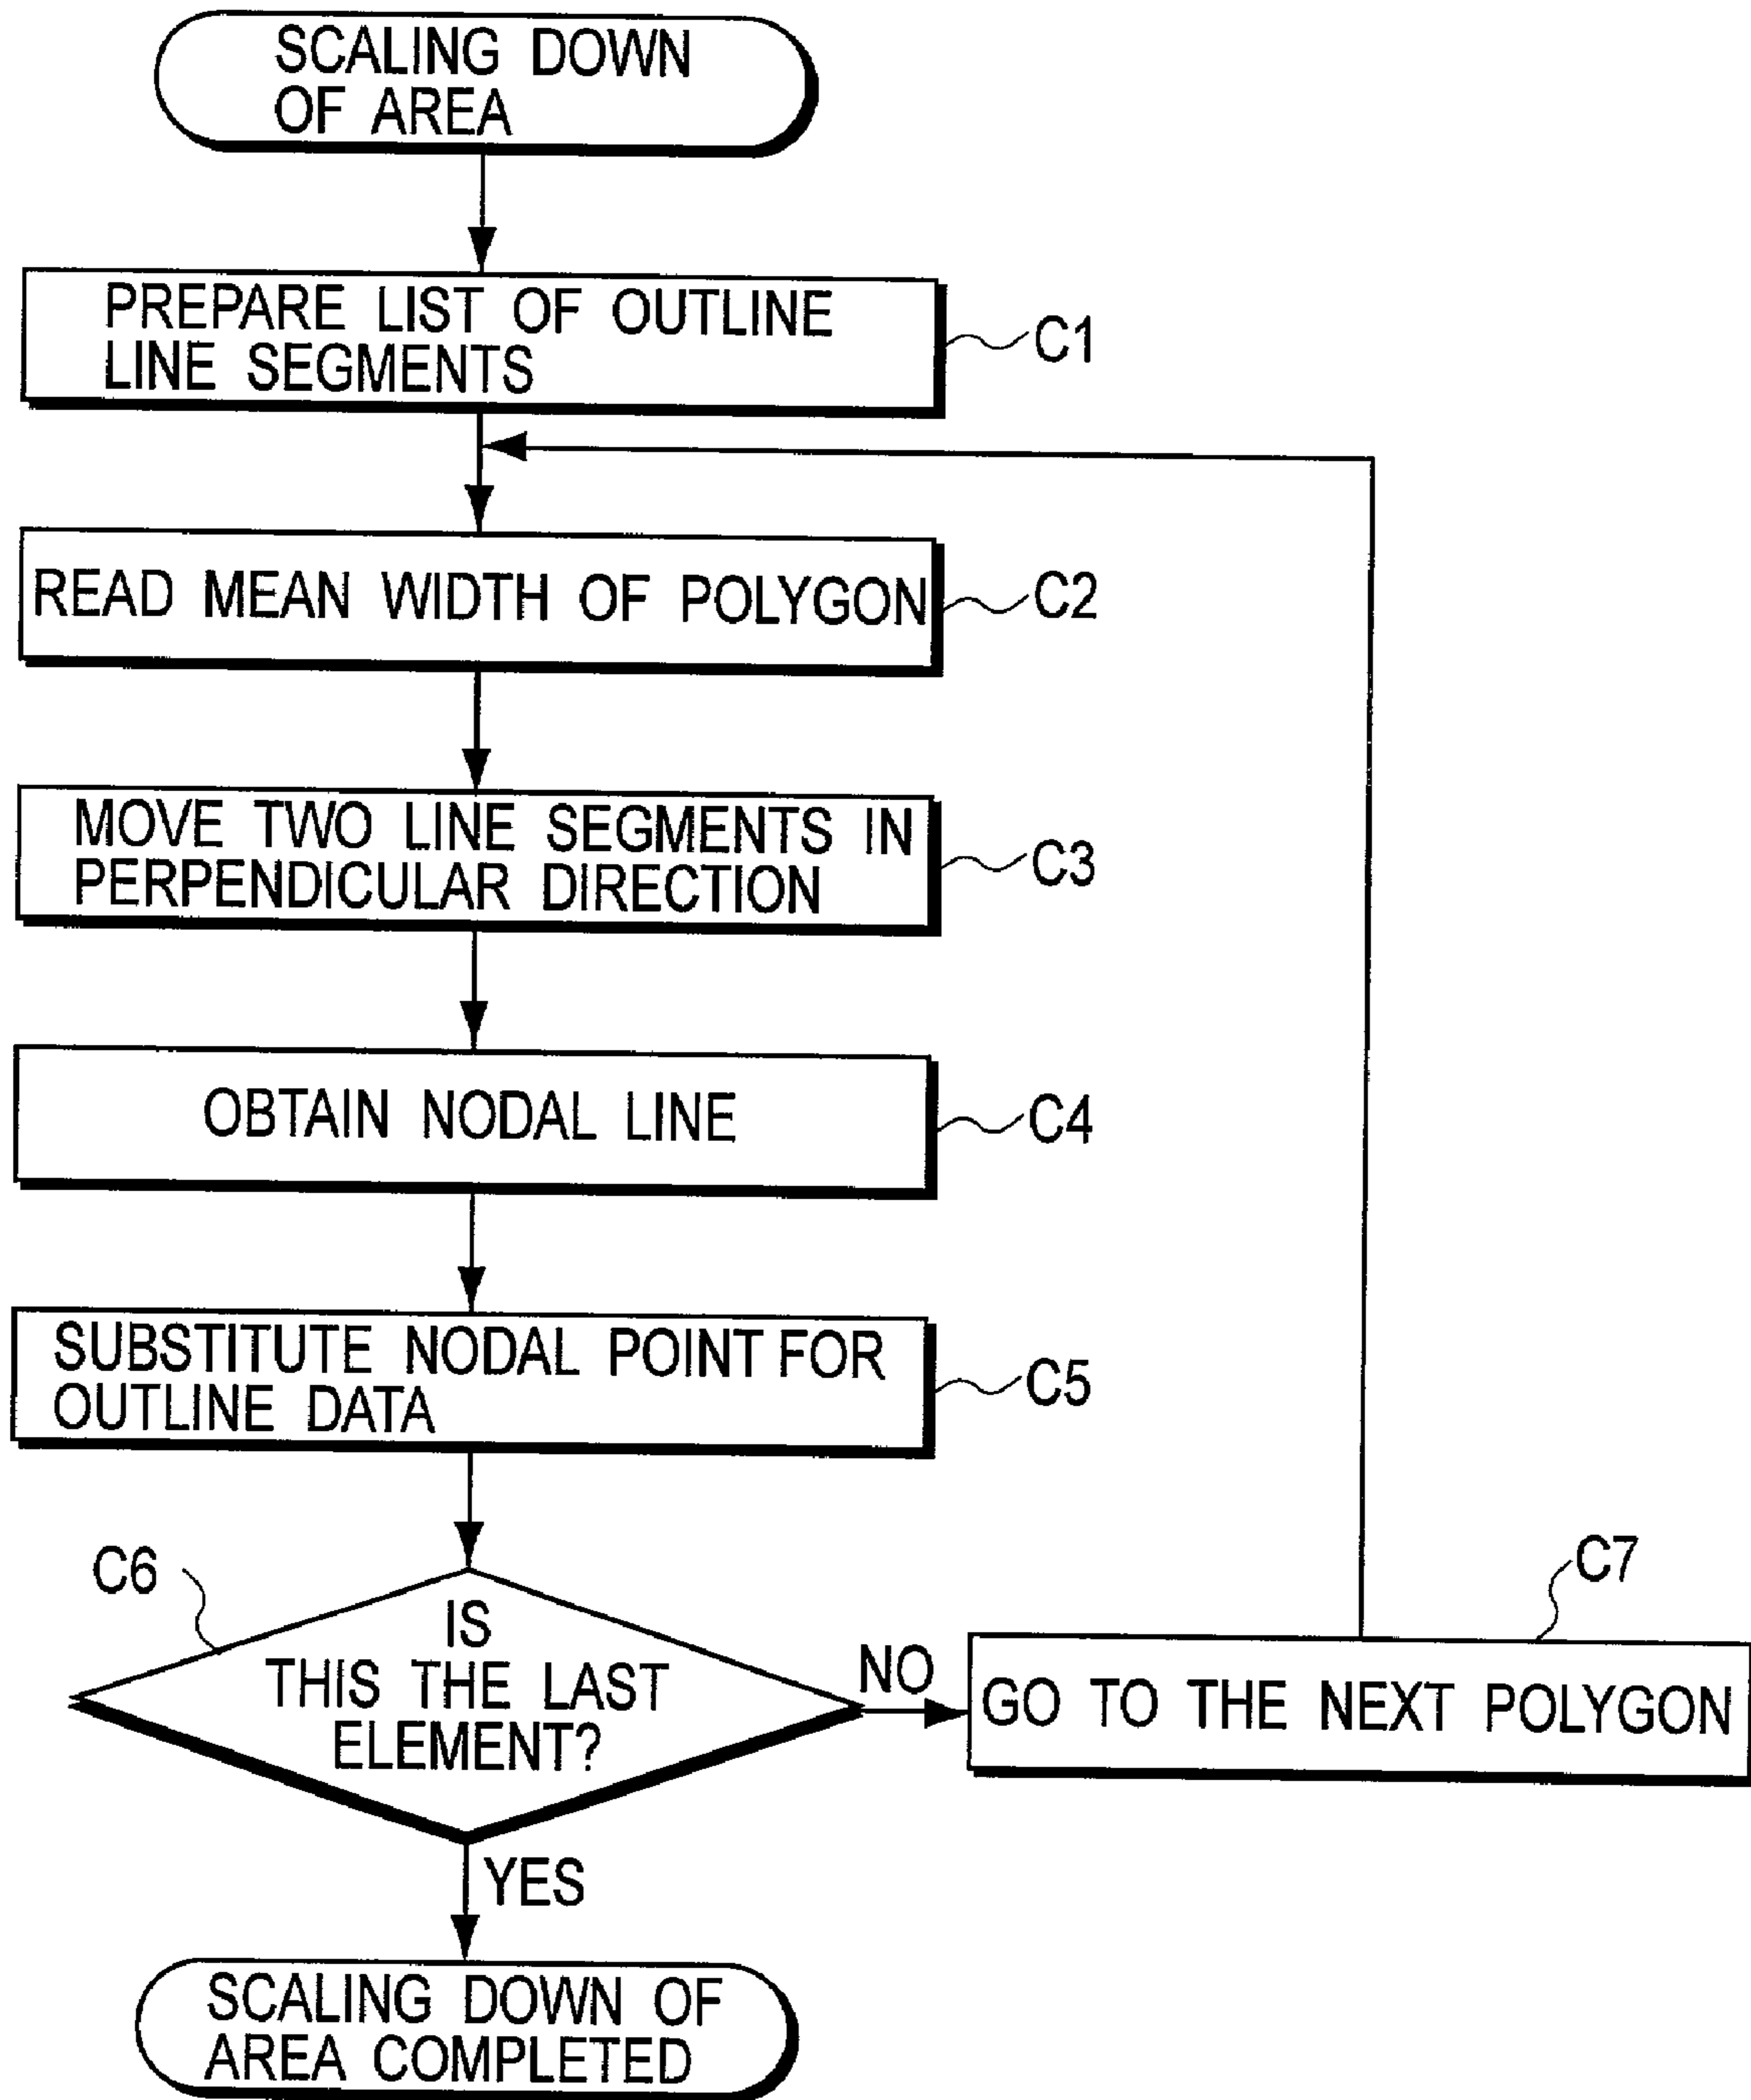 SCALING DOWN
OF AREA
PREPARE LIST OF OUTLINE
LINE SEGMENTS
C1
READ MEAN WIDTH OF POLYGON
C2
MOVE TWO LINE SEGMENTS IN
PERPENDICULAR DIRECTION
C3
OBTAIN NODAL LINE
C4
SUBSTITUTE NODAL POINT FOR
OUTLINE DATA
C5
C6
IS
THIS THE LAST
ELEMENT?
NO
C7
GO TO THE NEXT POLYGON
YES
SCALING DOWN OF
AREA COMPLETED